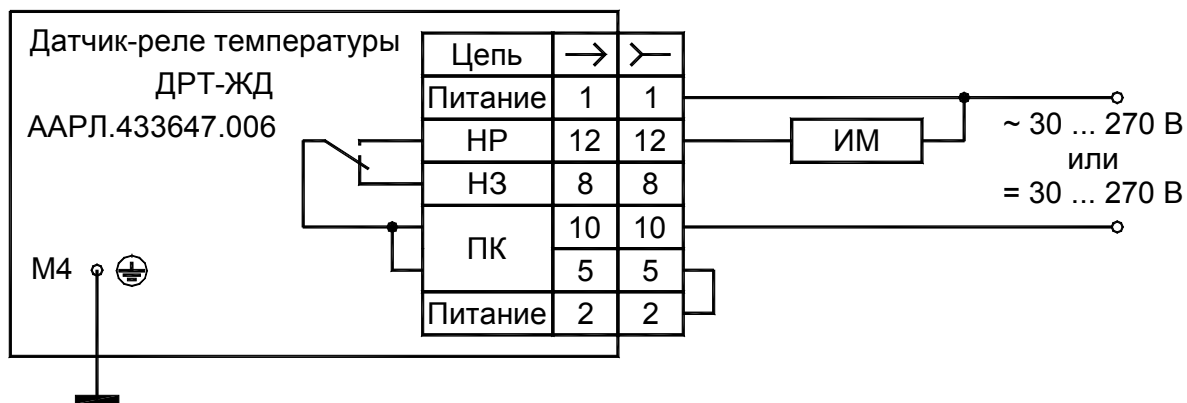 Датчик-реле температуры
ДРТ-ЖД
ААРЛ.433647.006
Цепь
Питание 1 1
НР 12 12
НЗ 8 8
ПК 10 10
5 5
Питание 2 2
ИМ
~ 30 ... 270 В
или
= 30 ... 270 В
М4